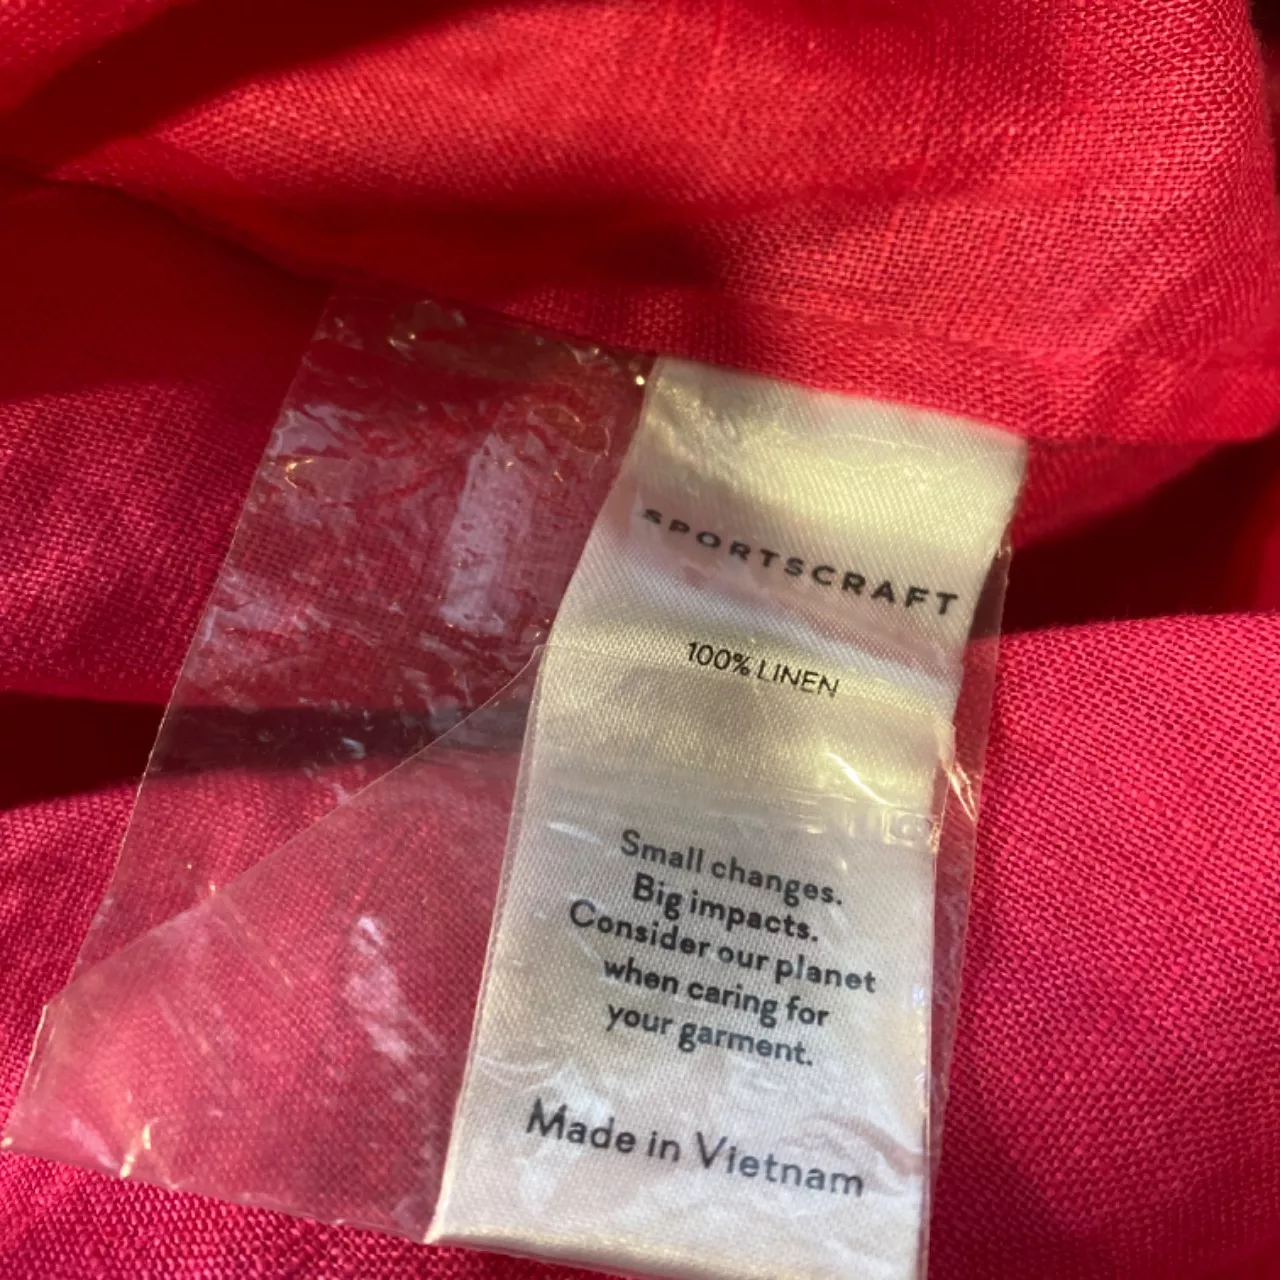 SPORTSCRAFT
100% LINEN
Small changes.
Big impacts.
Consider our planet
when caring for
your garment.
Made in Vietnam